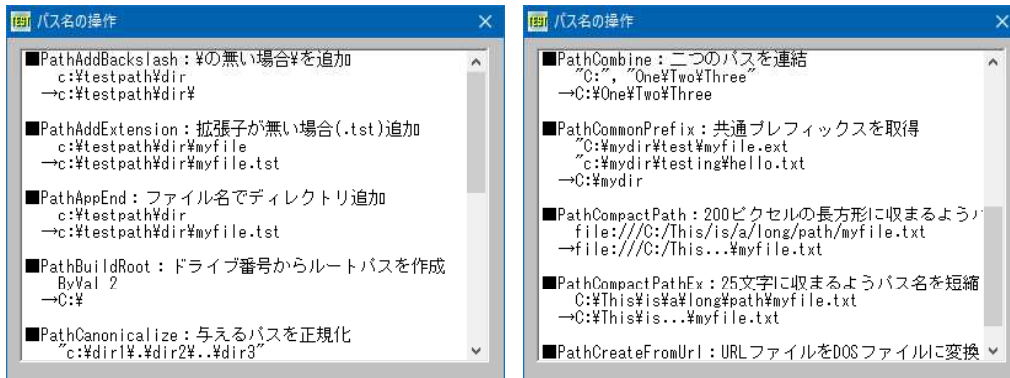 パス名の操作
■PathAddBackslash：¥の無い場合¥を追加
c:¥testpath¥dir
→c:¥testpath¥dir¥
■PathAddExtension：拡張子が無い場合(.tst)追加
c:¥testpath¥dir¥myfile
→c:¥testpath¥dir¥myfile.tst
■PathAppEnd：ファイル名でディレクトリ追加
c:¥testpath¥dir
→c:¥testpath¥dir¥myfile.tst
■PathBuildRoot：ドライブ番号からルートパスを作成
ByVal 2
→C:¥
■PathCanonicalize：与えるパスを正規化
"c:¥dir1¥.¥dir2¥..¥dir3"
パス名の操作
■PathCombine：二つのパスを連結
"C:", "One¥Two¥Three"
→C:¥One¥Two¥Three
■PathCommonPrefix：共通プレフィックスを取得
"C:¥mydir¥test¥myfile.ext
"c:¥mydir¥testing¥hello.txt
→C:¥mydir
■PathCompactPath：200ピクセルの長方形に収まるよう
file:///C:/This/is/a/long/path/myfile.txt
→file:///C:/This...¥myfile.txt
■PathCompactPathEx：25文字に収まるようパス名を短縮
C:¥This¥is¥a¥long¥path¥myfile.txt
→C:¥This¥is...¥myfile.txt
■PathCreateFromUrl：URLファイルをDOSファイルに変換